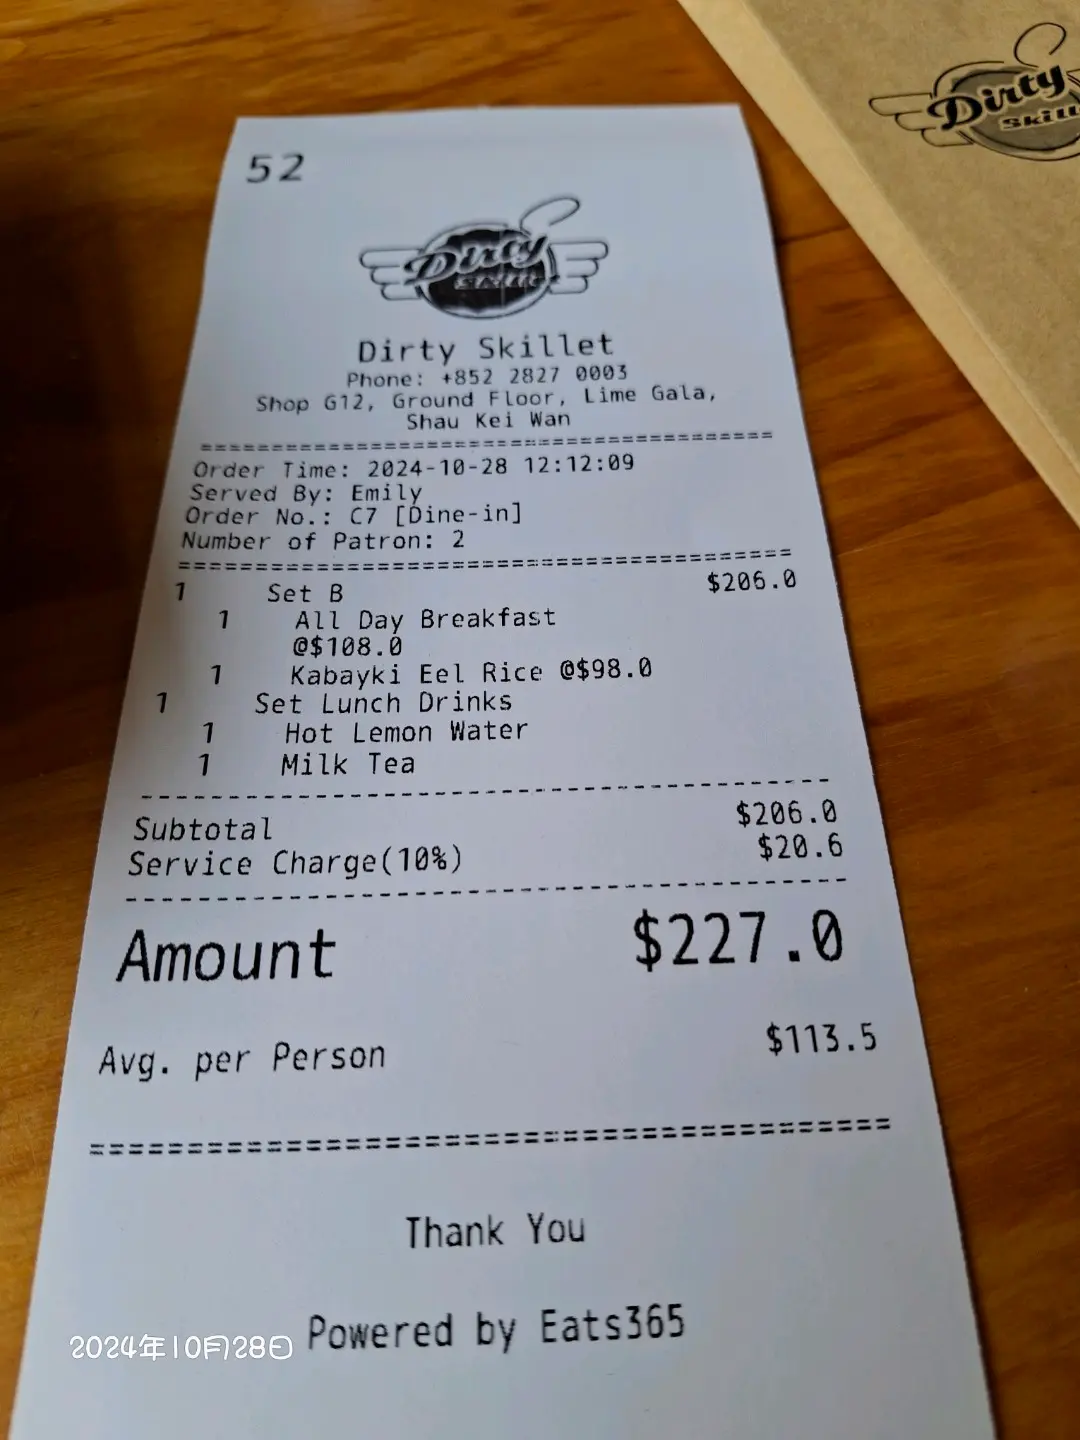 52
Dirty
Dirty Skillet
Phone: +852 2827 0003
Shop G12, Ground Floor, Lime Gala,
Shau Kei Wan
========================================
Order Time: 2024-10-28 12:12:09
Served By: Emily
Order No.: C7 [Dine-in]
Number of Patron: 2
========================================
1 Set B $206.0
1 All Day Breakfast
@$108.0
1 Kabayki Eel Rice @$98.0
1 Set Lunch Drinks
1 Hot Lemon Water
1 Milk Tea
----------------------------------------
Subtotal $206.0
Service Charge(10%) $20.6
----------------------------------------
Amount $227.0
Avg. per Person $113.5
========================================
Thank You
Powered by Eats365
2024年10月28日
Dirty
Skill